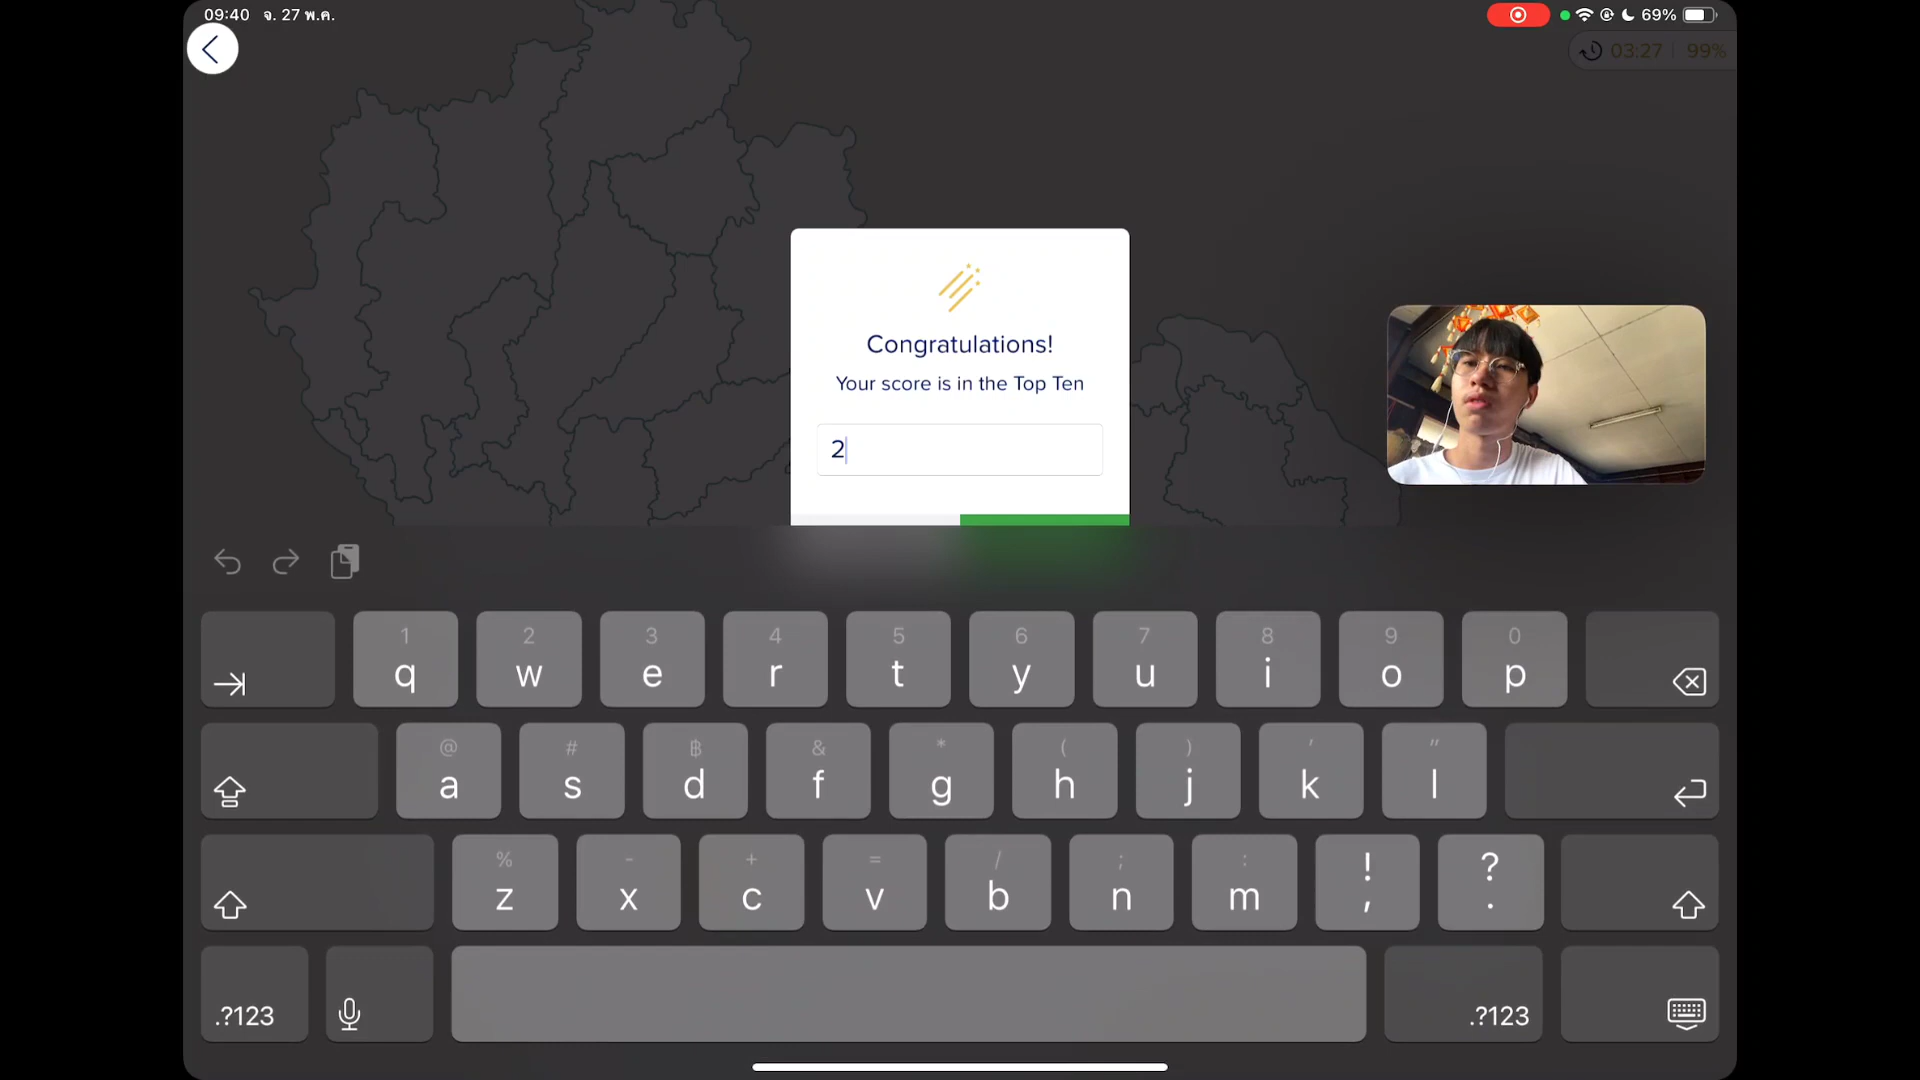 09:40 จ. 27 พ.ค.
69%
03:27 99%
Congratulations!
Your score is in the Top Ten
2
1 2 3 4 5 6 7 8 9 0
q w e r t y u i o p
@ # ฿ & * ( ) ' "
a s d f g h j k l
% - + = / ; : ! ?
z x c v b n m , .
.?123 .?123